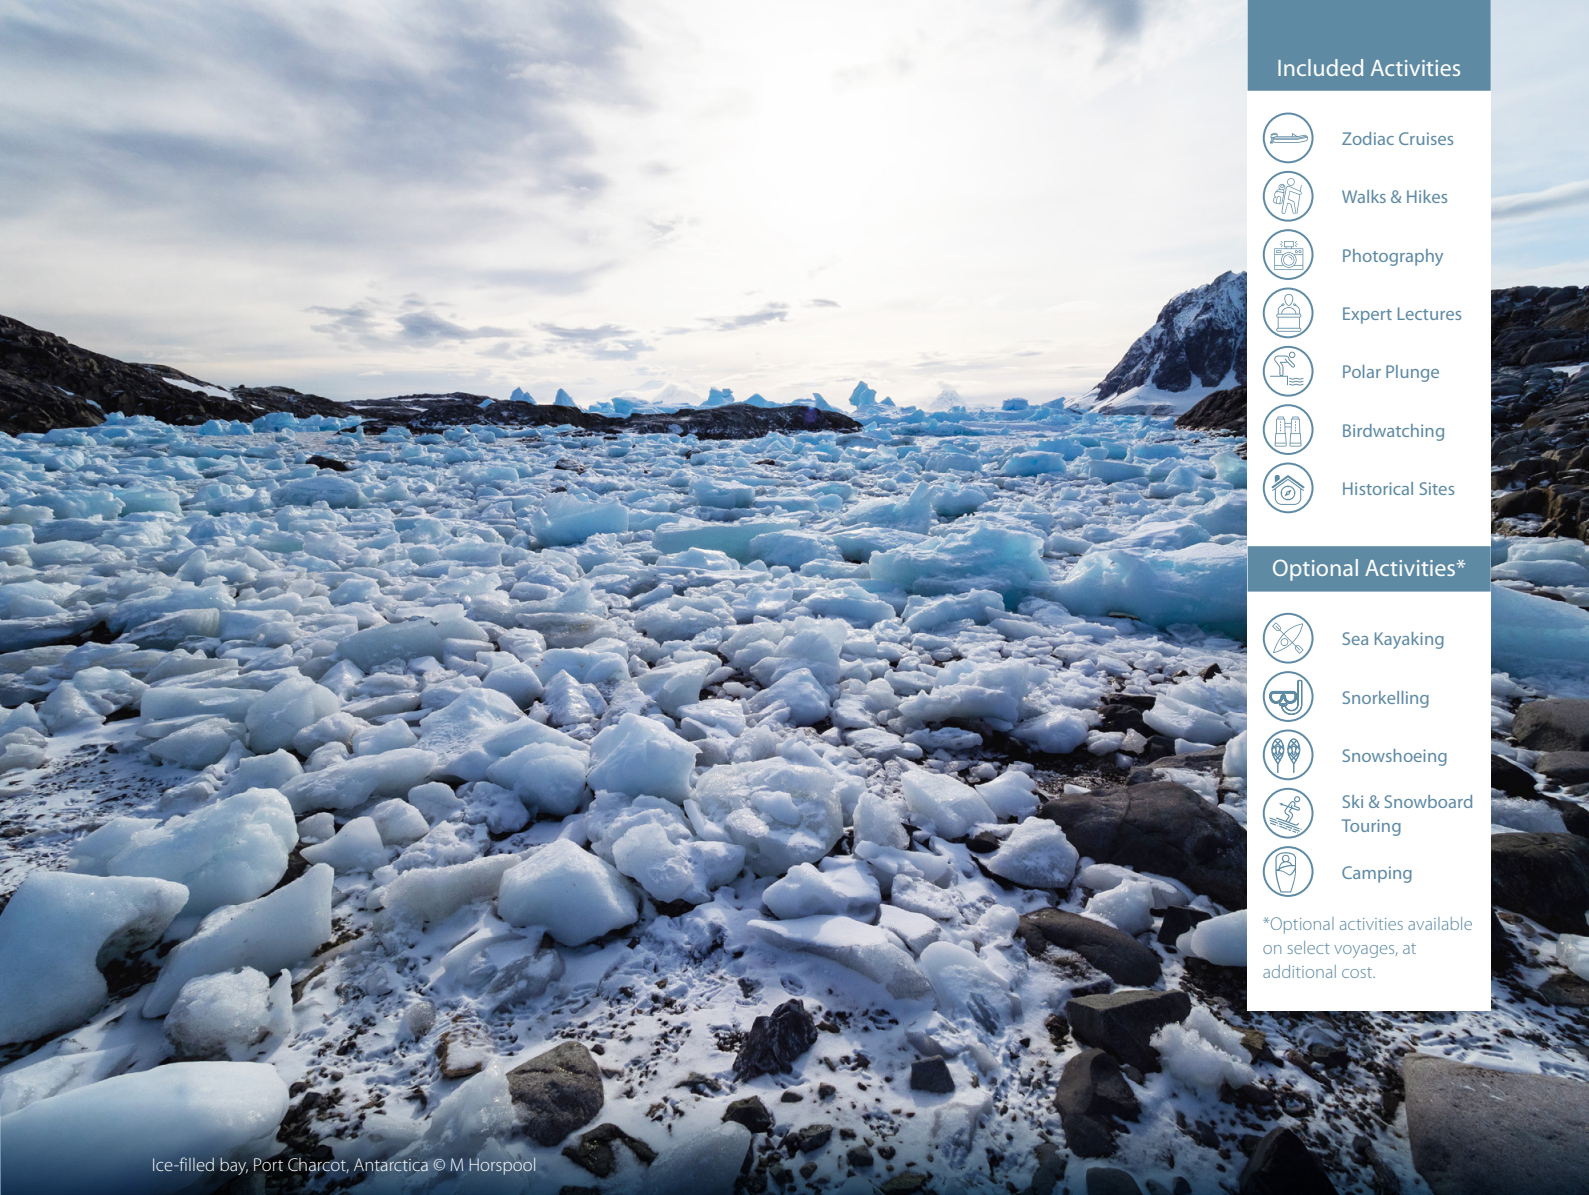 Included Activities
Zodiac Cruises
Walks & Hikes
Photography
Expert Lectures
Polar Plunge
Birdwatching
Historical Sites
Optional Activities*
Sea Kayaking
Snorkelling
Snowshoeing
Ski & Snowboard
Touring
Camping
*Optional activities available
on select voyages, at
additional cost.
Ice-filled bay, Port Charcot, Antarctica © M Horspool